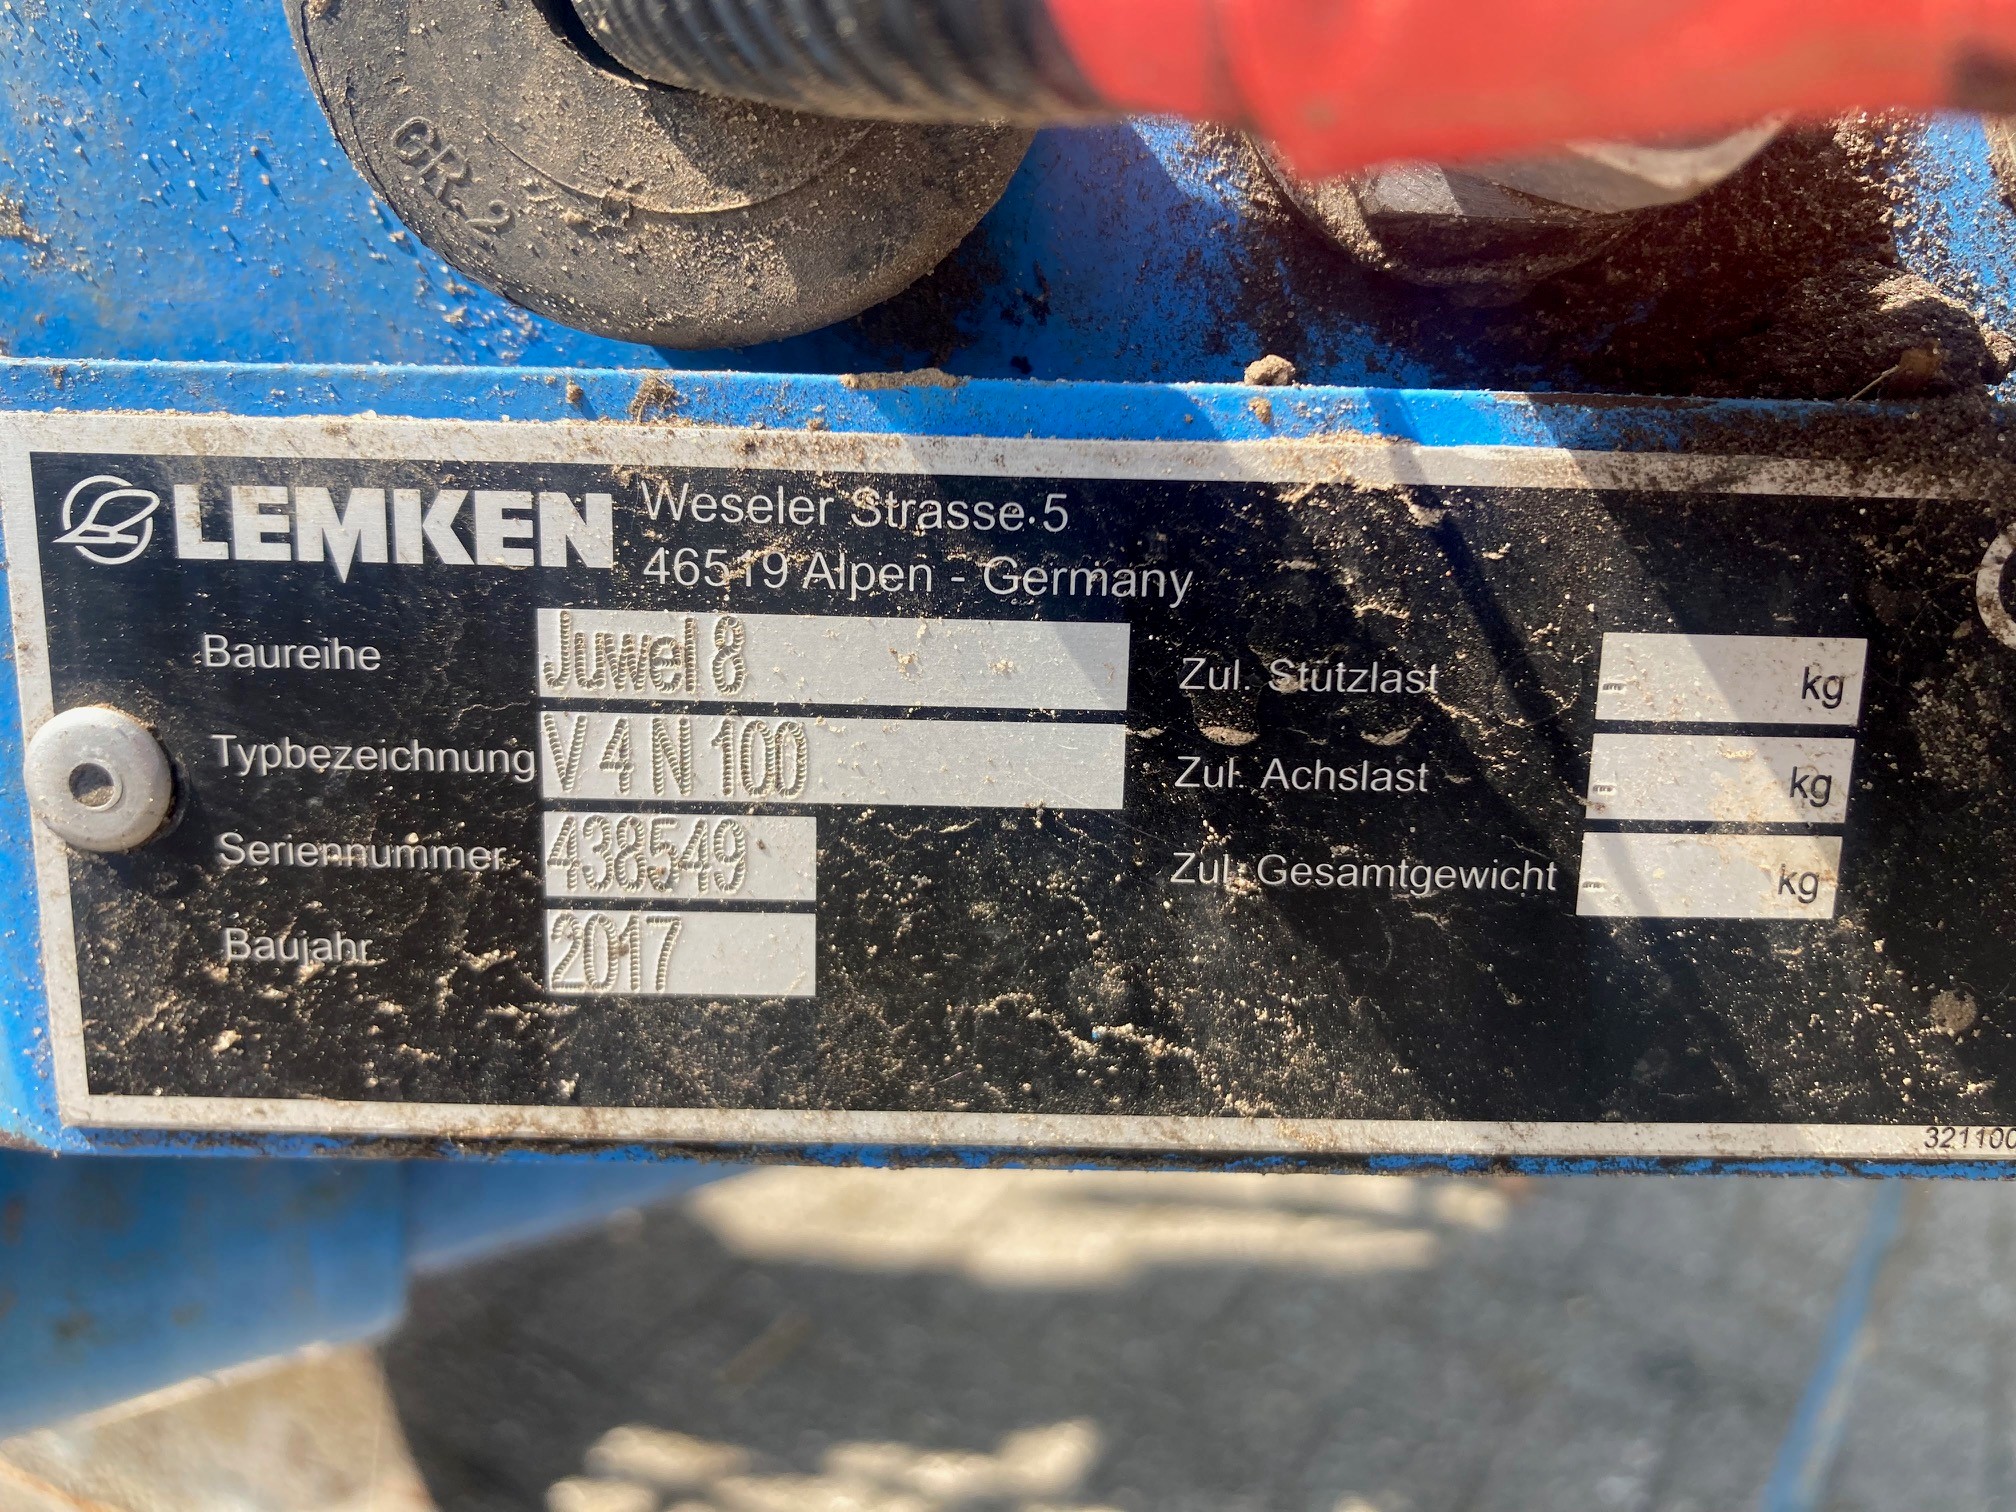 GR.2
LEMKEN
Weseler Strasse 5
46519 Alpen - Germany
Baureihe Juwel 8
Typbezeichnung V 4 N 100
Seriennummer 438549
Baujahr 2017
Zul. Stützlast - kg
Zul. Achslast - kg
Zul. Gesamtgewicht - kg
321100